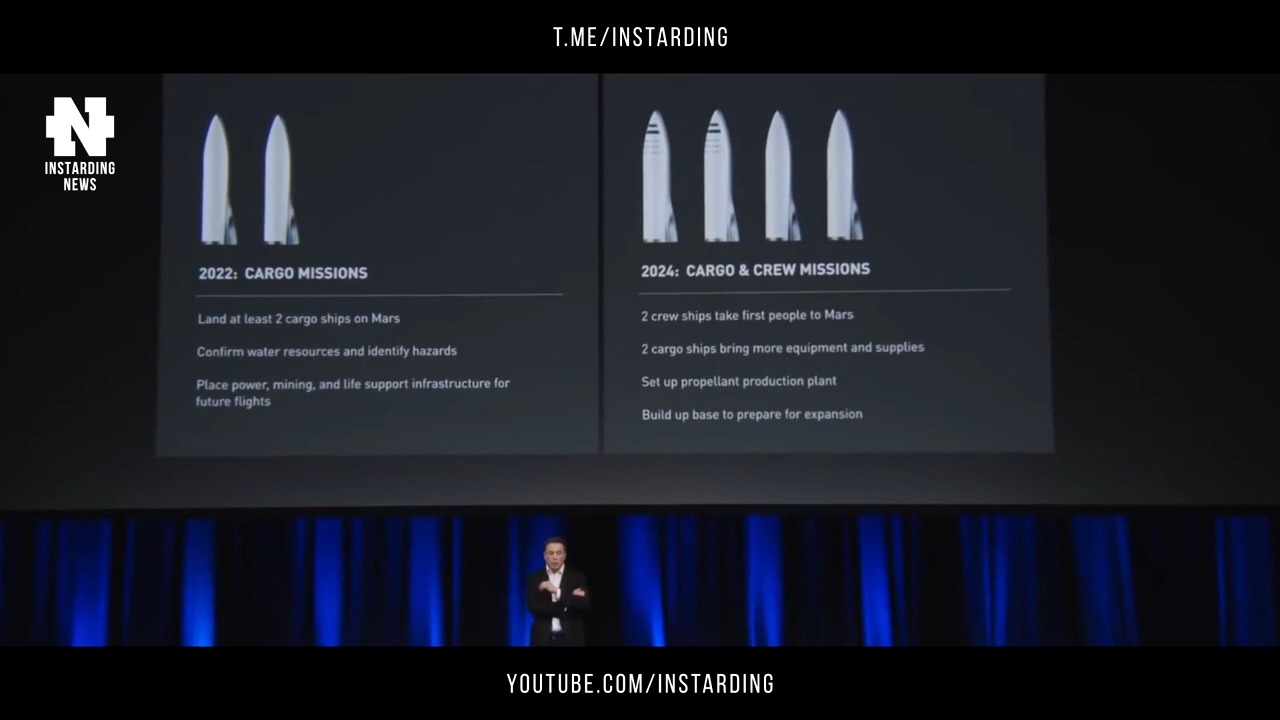 T.ME/INSTARDING
N
INSTARDING
NEWS
2022: CARGO MISSIONS
Land at least 2 cargo ships on Mars
Confirm water resources and identify hazards
Place power, mining, and life support infrastructure for
future flights
2024: CARGO & CREW MISSIONS
2 crew ships take first people to Mars
2 cargo ships bring more equipment and supplies
Set up propellant production plant
Build up base to prepare for expansion
YOUTUBE.COM/INSTARDING